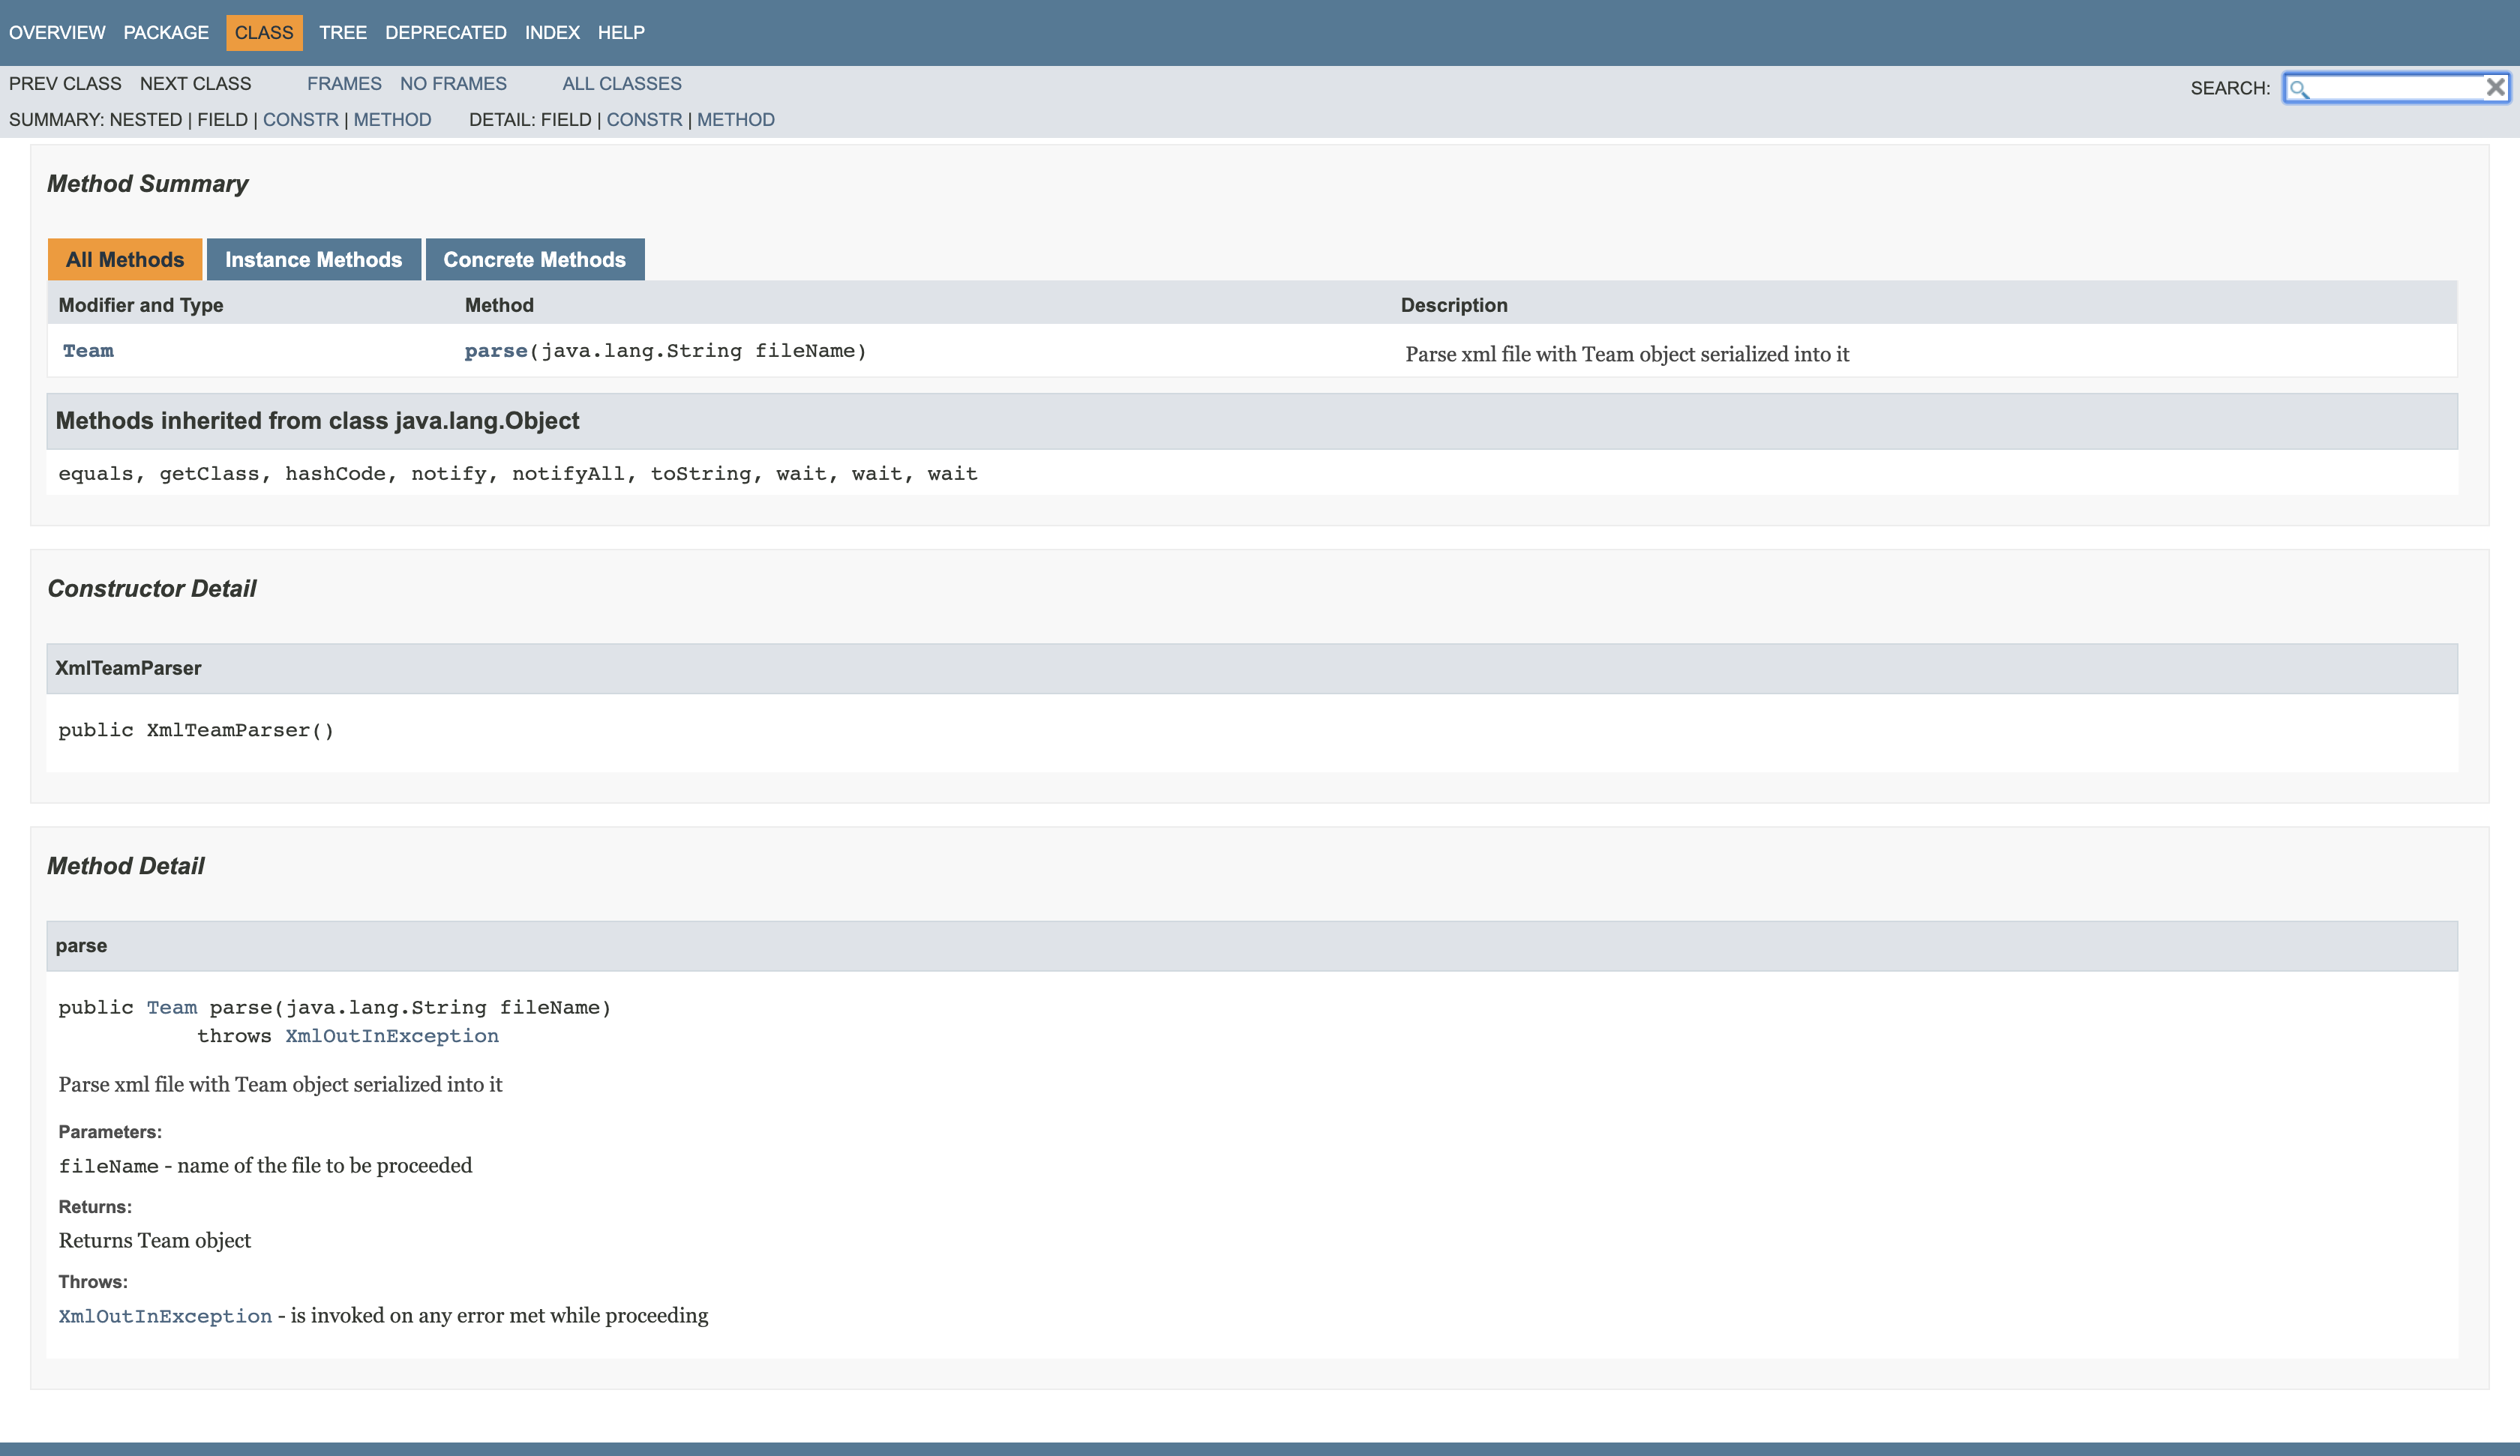 OVERVIEW PACKAGE CLASS TREE DEPRECATED INDEX HELP
PREV CLASS NEXT CLASS FRAMES NO FRAMES ALL CLASSES SEARCH:
SUMMARY: NESTED | FIELD | CONSTR | METHOD DETAIL: FIELD | CONSTR | METHOD
Method Summary
All Methods Instance Methods Concrete Methods
Modifier and Type Method Description
Team parse(java.lang.String fileName) Parse xml file with Team object serialized into it
Methods inherited from class java.lang.Object
equals, getClass, hashCode, notify, notifyAll, toString, wait, wait, wait
Constructor Detail
XmlTeamParser
public XmlTeamParser()
Method Detail
parse
public Team parse(java.lang.String fileName)
throws XmlOutInException
Parse xml file with Team object serialized into it
Parameters:
fileName - name of the file to be proceeded
Returns:
Returns Team object
Throws:
XmlOutInException - is invoked on any error met while proceeding